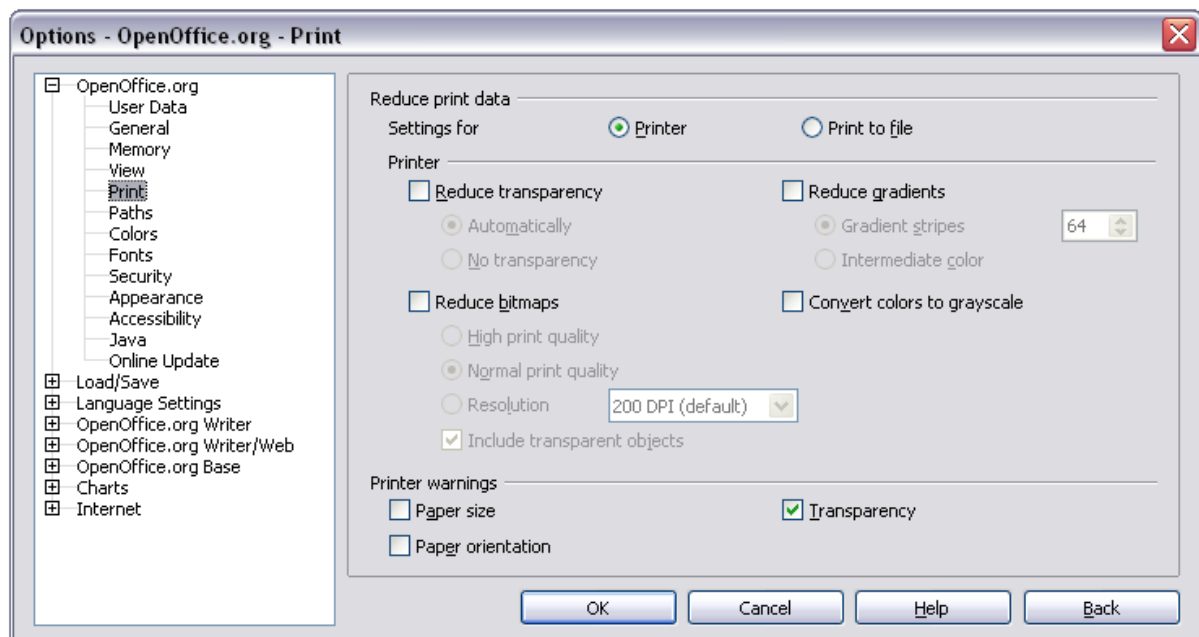 Options - OpenOffice.org - Print
OpenOffice.org
User Data
General
Memory
View
Print
Paths
Colors
Fonts
Security
Appearance
Accessibility
Java
Online Update
Load/Save
Language Settings
OpenOffice.org Writer
OpenOffice.org Writer/Web
OpenOffice.org Base
Charts
Internet
Reduce print data
Settings for Printer Print to file
Printer
Reduce transparency Reduce gradients
Automatically Gradient stripes 64
No transparency Intermediate color
Reduce bitmaps Convert colors to grayscale
High print quality
Normal print quality
Resolution 200 DPI (default)
Include transparent objects
Printer warnings
Paper size Transparency
Paper orientation
OK Cancel Help Back